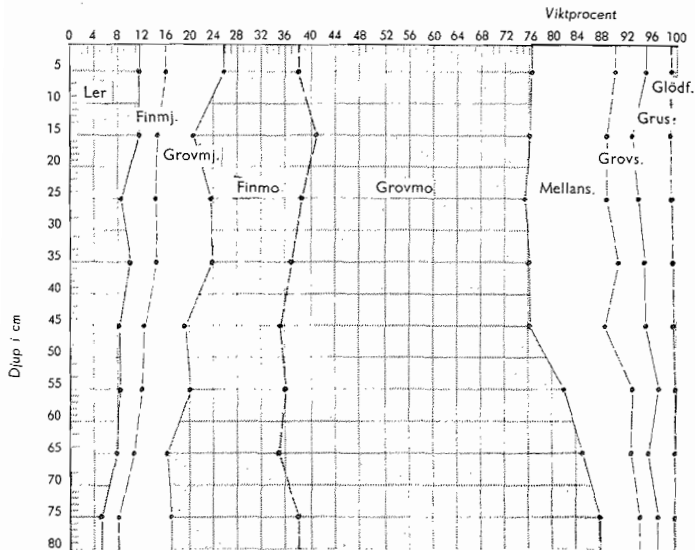 Viktprocent
0 4 8 12 16 20 24 28 32 36 40 44 48 52 56 60 64 68 72 76 80 84 88 92 96 100
5
Glödf.
Ler
10
Finmj.
Grus.
15
Grovmj.
Grovs.
20
Finmo
Grovmo
Mellans.
25
30
35
40
45
50
55
60
65
70
75
80
Djup i cm